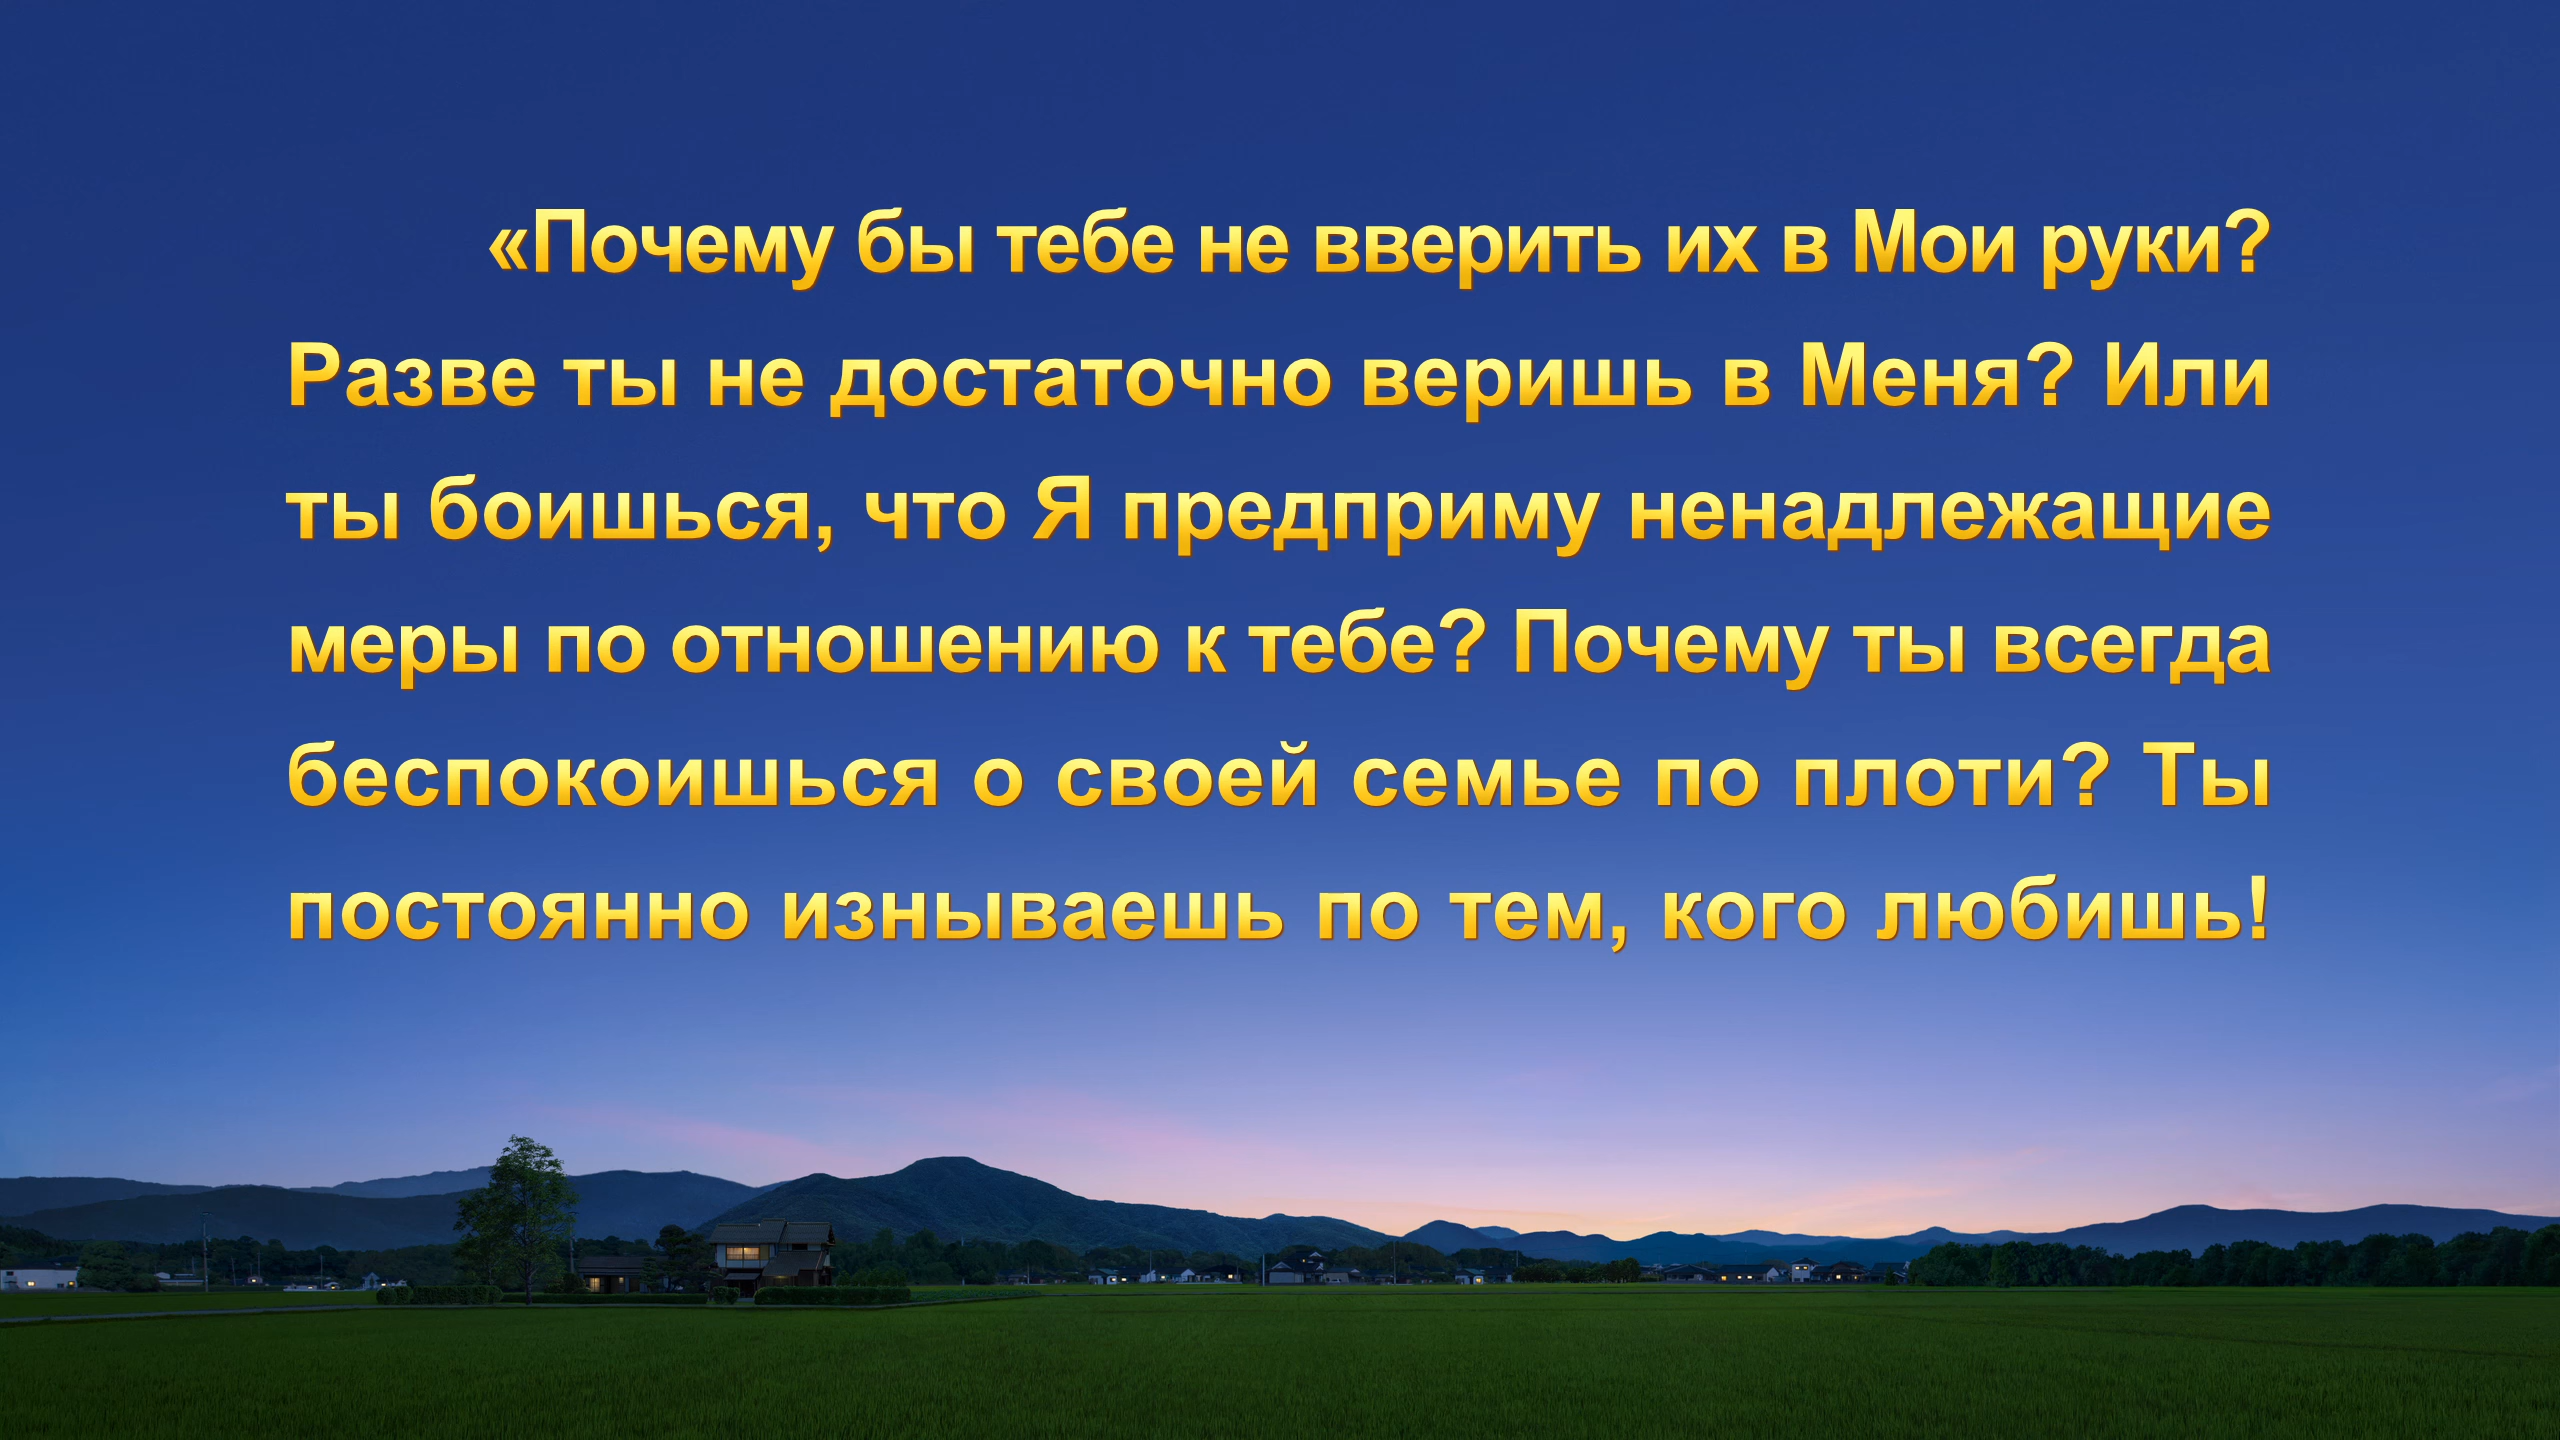 «Почему бы тебе не вверить их в Мои руки?
Разве ты не достаточно веришь в Меня? Или
ты боишься, что Я предприму ненадлежащие
меры по отношению к тебе? Почему ты всегда
беспокоишься о своей семье по плоти? Ты
постоянно изнываешь по тем, кого любишь!